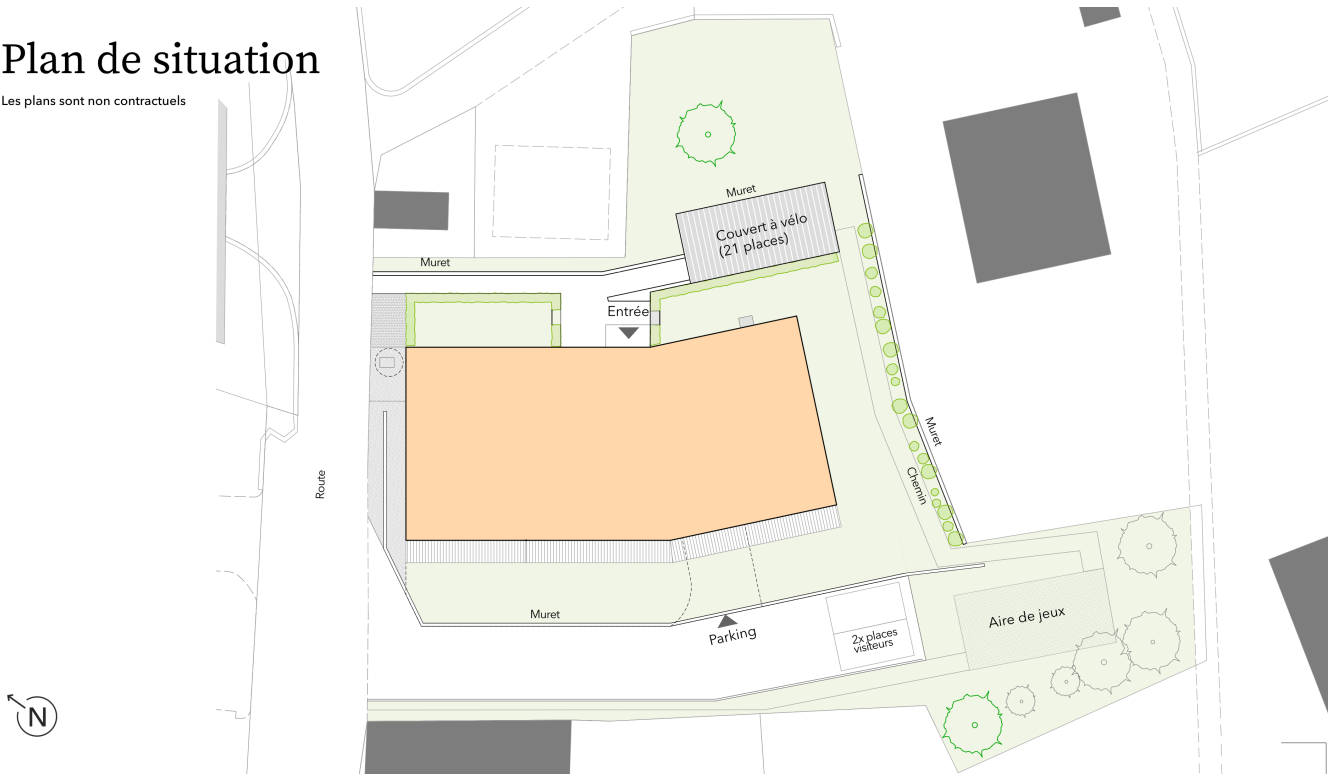 Plan de situation
Les plans sont non contractuels
Muret
Couvert à vélo
(21 places)
Muret
Entrée
Muret
Chemin
Route
Muret
Parking
2x places
visiteurs
Aire de jeux
N